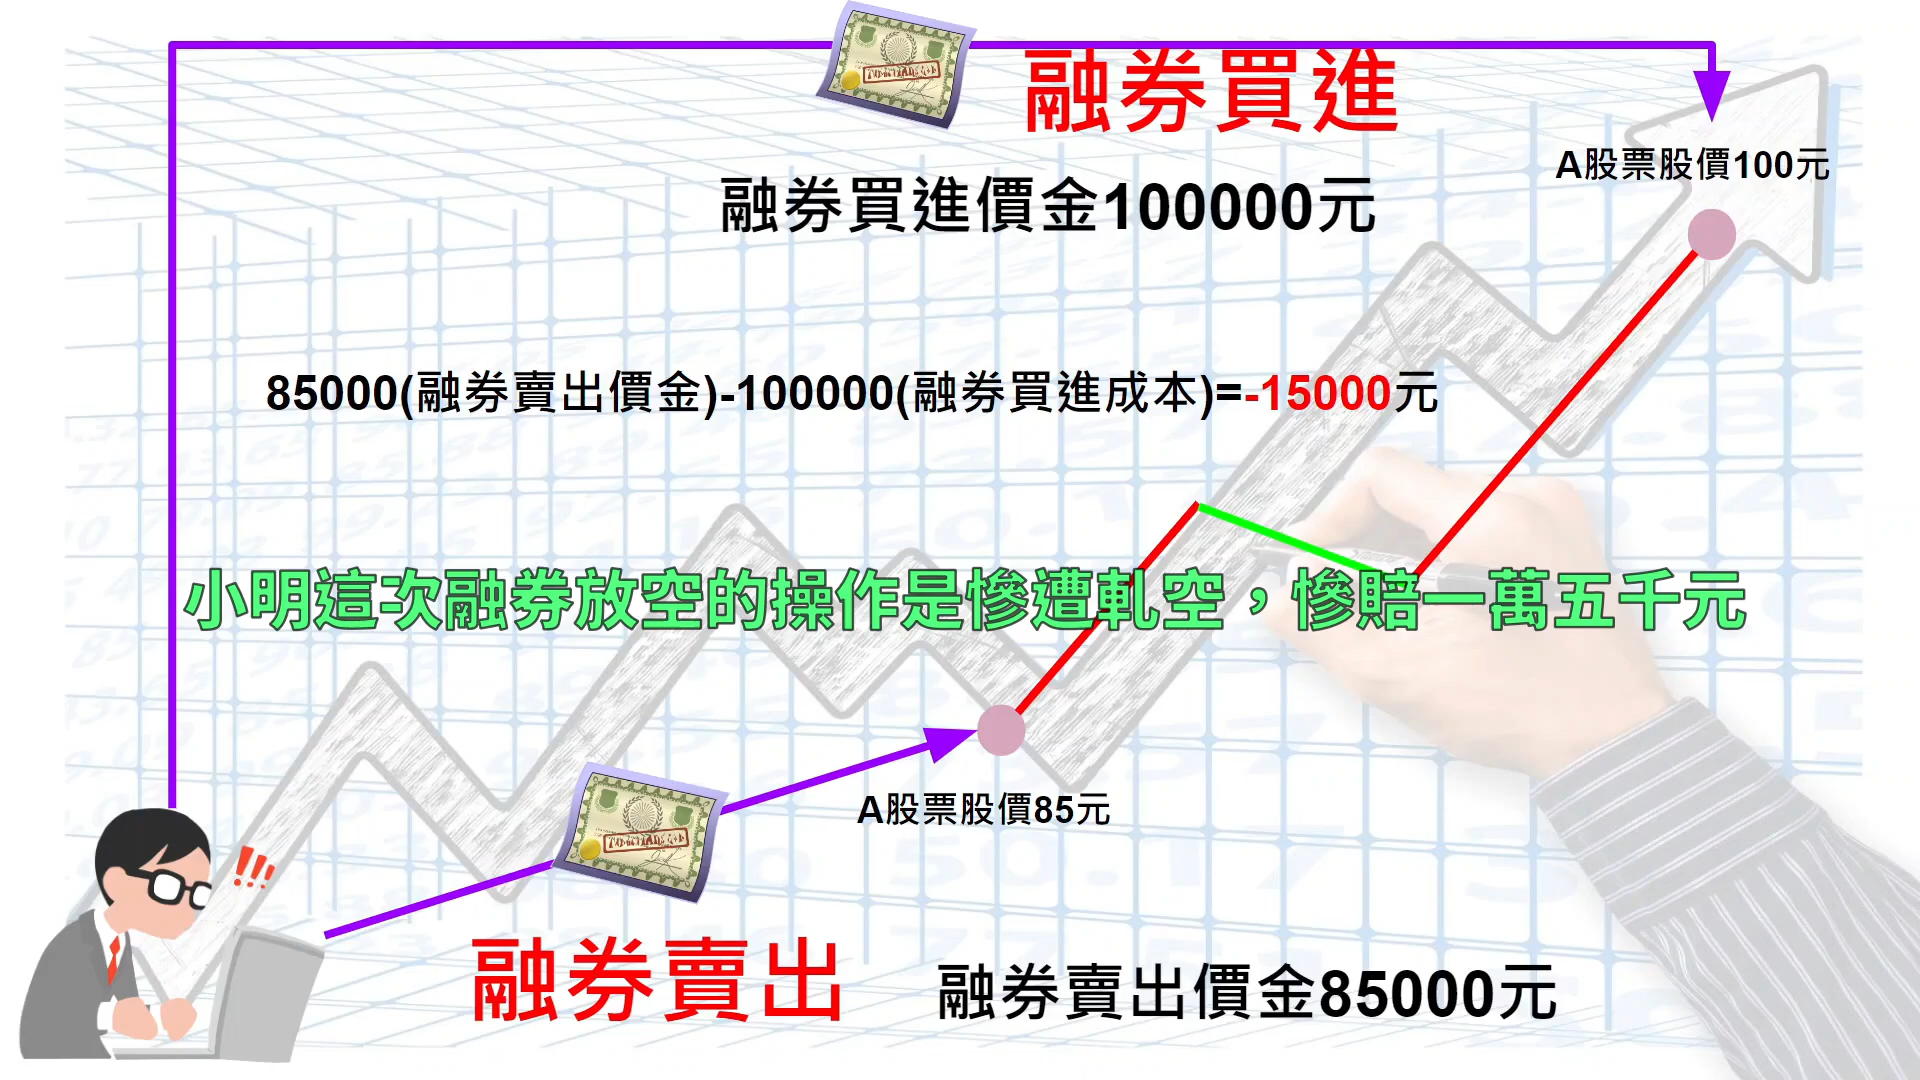 融券買進
A股票股價100元
融券買進價金100000元
85000(融券賣出價金)-100000(融券買進成本)=-15000元
小明這次融券放空的操作是慘遭軋空，慘賠一萬五千元
A股票股價85元
!!!
融券賣出
融券賣出價金85000元